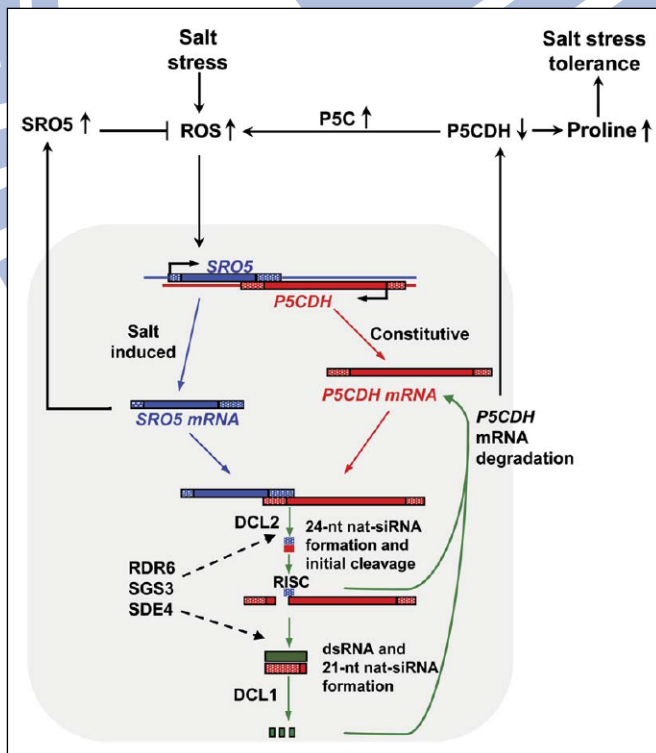 Salt
stress
Salt stress
tolerance
SRO5
ROS
P5C
P5CDH
Proline
SRO5
P5CDH
Salt
induced
Constitutive
SRO5 mRNA
P5CDH mRNA
P5CDH
mRNA
degradation
DCL2
24-nt nat-siRNA
formation and
initial cleavage
RDR6
SGS3
SDE4
RISC
dsRNA and
21-nt nat-siRNA
formation
DCL1